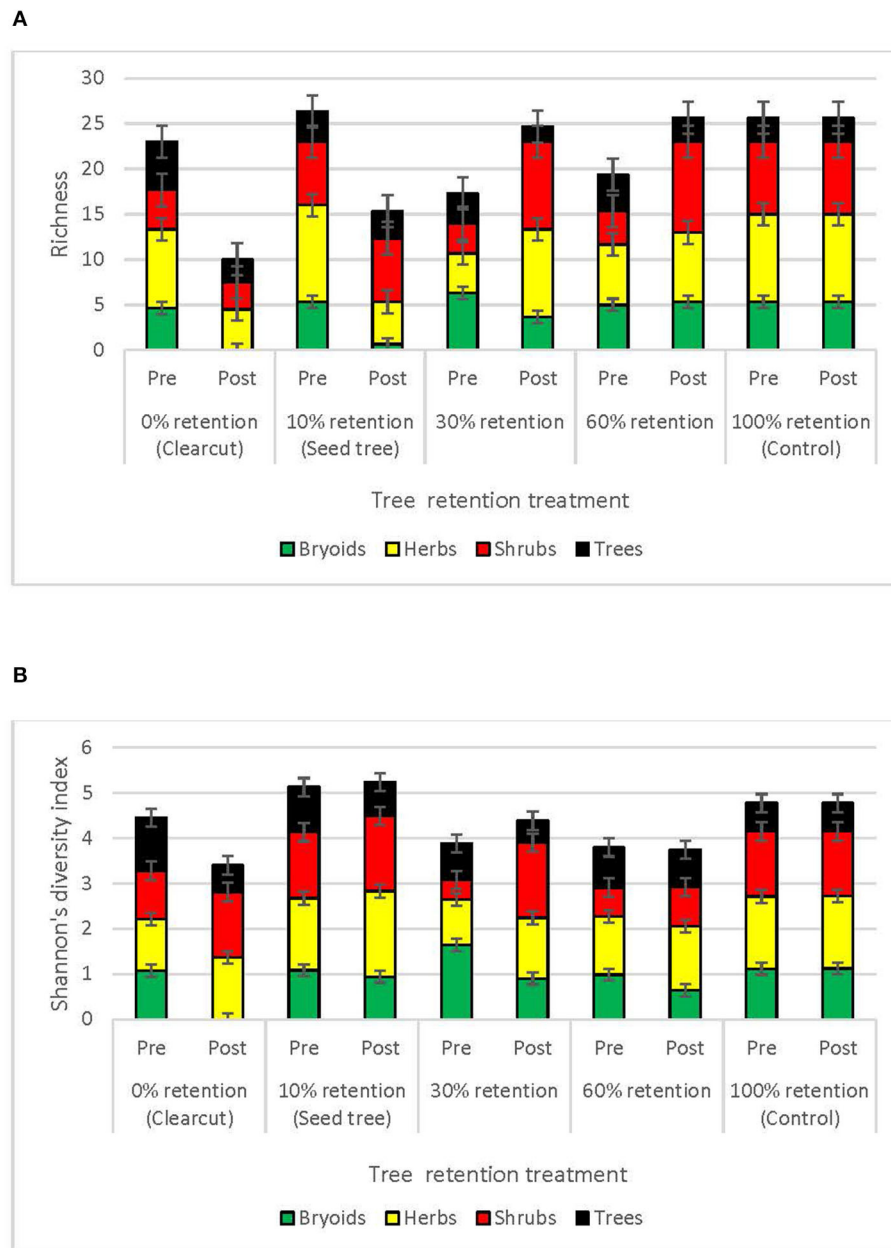 A
30
25
20
15
10
5
0
Richness
Pre Post Pre Post Pre Post Pre Post Pre Post
0% retention 10% retention 30% retention 60% retention 100% retention
(Clearcut) (Seed tree) (Control)
Tree retention treatment
Bryoids Herbs Shrubs Trees
B
6
5
4
3
2
1
0
Shannon's diversity index
Pre Post Pre Post Pre Post Pre Post Pre Post
0% retention 10% retention 30% retention 60% retention 100% retention
(Clearcut) (Seed tree) (Control)
Tree retention treatment
Bryoids Herbs Shrubs Trees